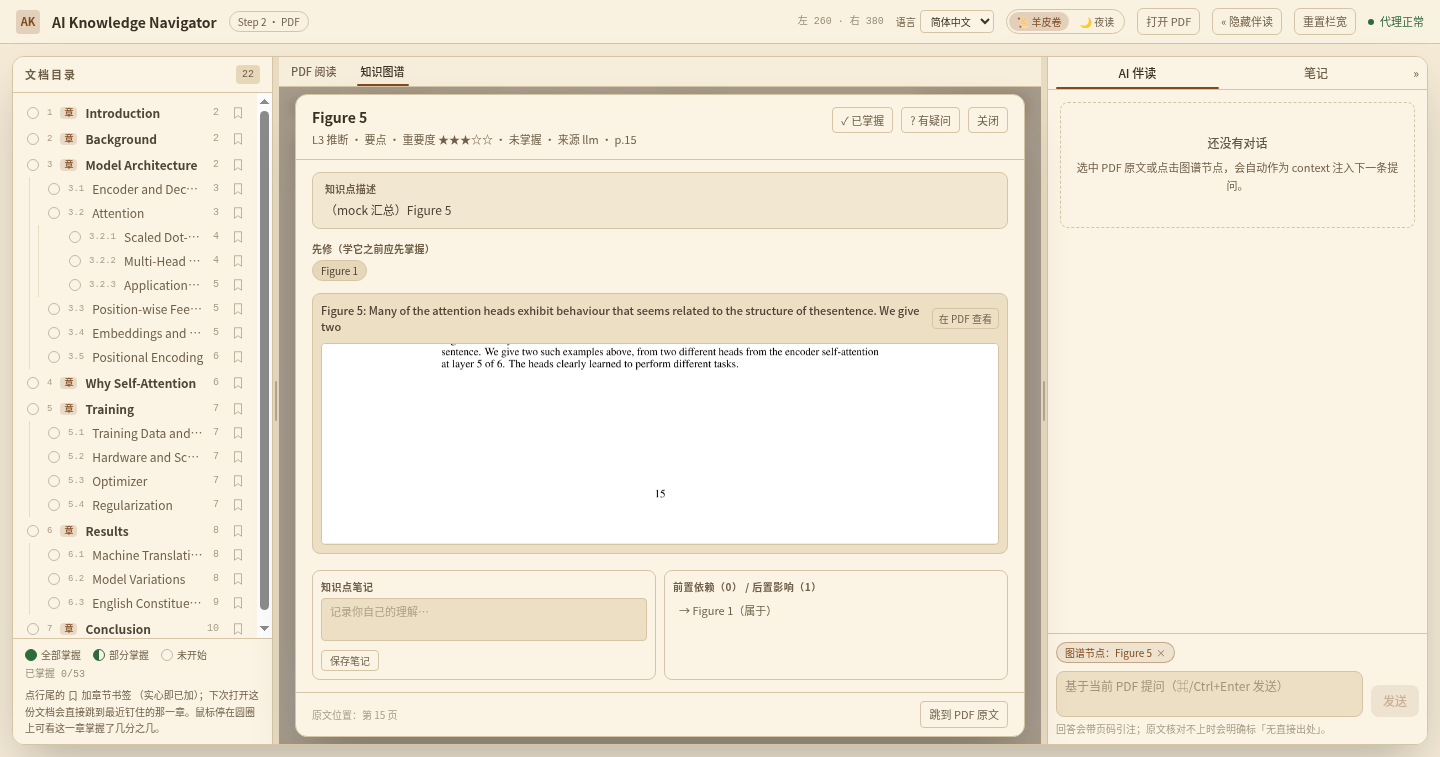 AK AI Knowledge Navigator Step 2 · PDF 左 260 · 右 380 语言 简体中文 📜 羊皮卷 🌙 夜读 打开 PDF « 隐藏伴读 重置栏宽 代理正常
文档目录 22
1 章 Introduction 2
2 章 Background 2
3 章 Model Architecture 2
3.1 Encoder and Dec··· 3
3.2 Attention 3
3.2.1 Scaled Dot-··· 4
3.2.2 Multi-Head ··· 4
3.2.3 Application··· 5
3.3 Position-wise Fee··· 5
3.4 Embeddings and ··· 5
3.5 Positional Encoding 6
4 章 Why Self-Attention 6
5 章 Training 7
5.1 Training Data and··· 7
5.2 Hardware and Sc··· 7
5.3 Optimizer 7
5.4 Regularization 7
6 章 Results 8
6.1 Machine Translati··· 8
6.2 Model Variations 8
6.3 English Constitue··· 9
7 章 Conclusion 10
全部掌握 部分掌握 未开始
已掌握 0/53
点行尾的 口 加章节书签 （实心即已加）；下次打开这
份文档会直接跳到最近钉住的那一章。鼠标停在圆圈
上可看这一章掌握了几分之几。
PDF 阅读 知识图谱
Figure 5
✓ 已掌握 ? 有疑问 关闭
L3 推断 · 要点 · 重要度 ★★★☆☆ · 未掌握 · 来源 llm · p.15
知识点描述
（mock 汇总）Figure 5
先修（学它之前应先掌握）
Figure 1
Figure 5: Many of the attention heads exhibit behaviour that seems related to the structure of thesentence. We give
two
在 PDF 查看
sentence. We give two such examples above, from two different heads from the encoder self-attention
at layer 5 of 6. The heads clearly learned to perform different tasks.
15
知识点笔记
记录你自己的理解···
保存笔记
前置依赖（0） / 后置影响（1）
→ Figure 1（属于）
原文位置：第 15 页
跳到 PDF 原文
AI 伴读 笔记 »
还没有对话
选中 PDF 原文或点击图谱节点，会自动作为 context 注入下一条提
问。
图谱节点：Figure 5 ×
基于当前 PDF 提问（⌘/Ctrl+Enter 发送）
发送
回答会带页码引注；原文核对不上时会明确标「无直接出处」。